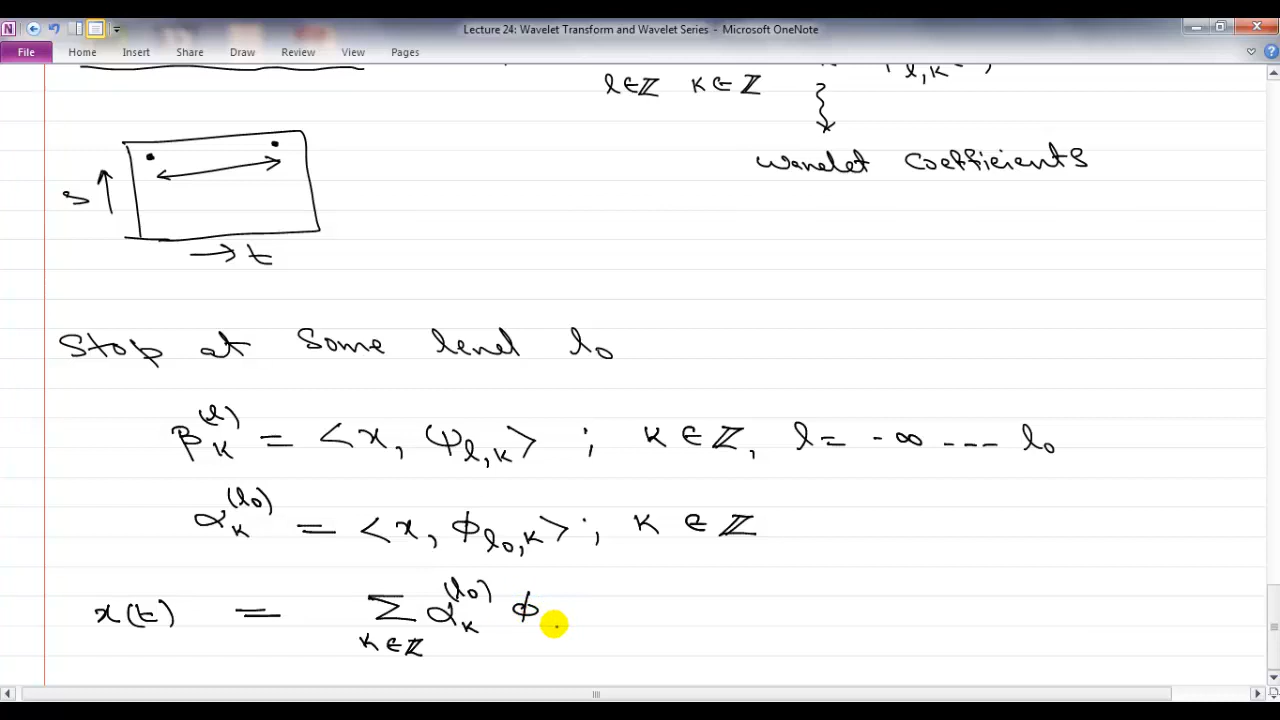 Lecture 24: Wavelet Transform and Wavelet Series - Microsoft OneNote
File Home Insert Share Draw Review View Pages
l∈ℤ k∈ℤ l,k
wavelet coefficients
s
→ t
Stop at some level l₀
β_k^(l) = <x, ψ_l,k> ; k ∈ ℤ, l = -∞ --- l₀
α_k^(l₀) = <x, φ_l₀,k> ; k ∈ ℤ
x(t) = Σ_k∈ℤ α_k^(l₀) φ